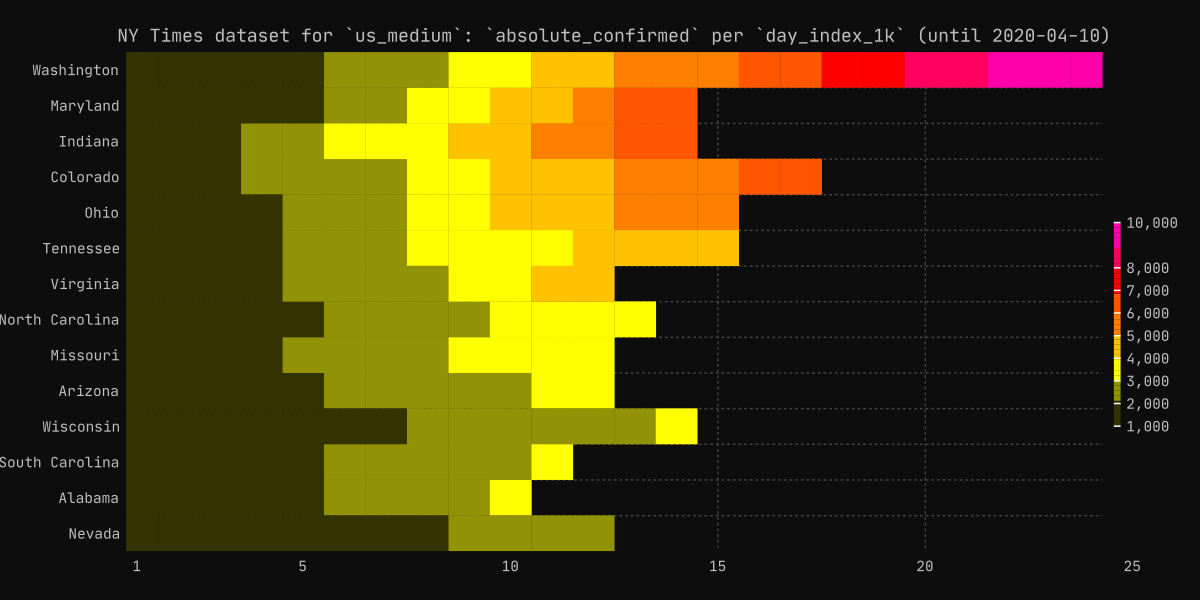 NY Times dataset for `us_medium`: `absolute_confirmed` per `day_index_1k` (until 2020-04-10)
Washington
Maryland
Indiana
Colorado
Ohio
Tennessee
Virginia
North Carolina
Missouri
Arizona
Wisconsin
South Carolina
Alabama
Nevada
10,000
8,000
7,000
6,000
5,000
4,000
3,000
2,000
1,000
1 5 10 15 20 25